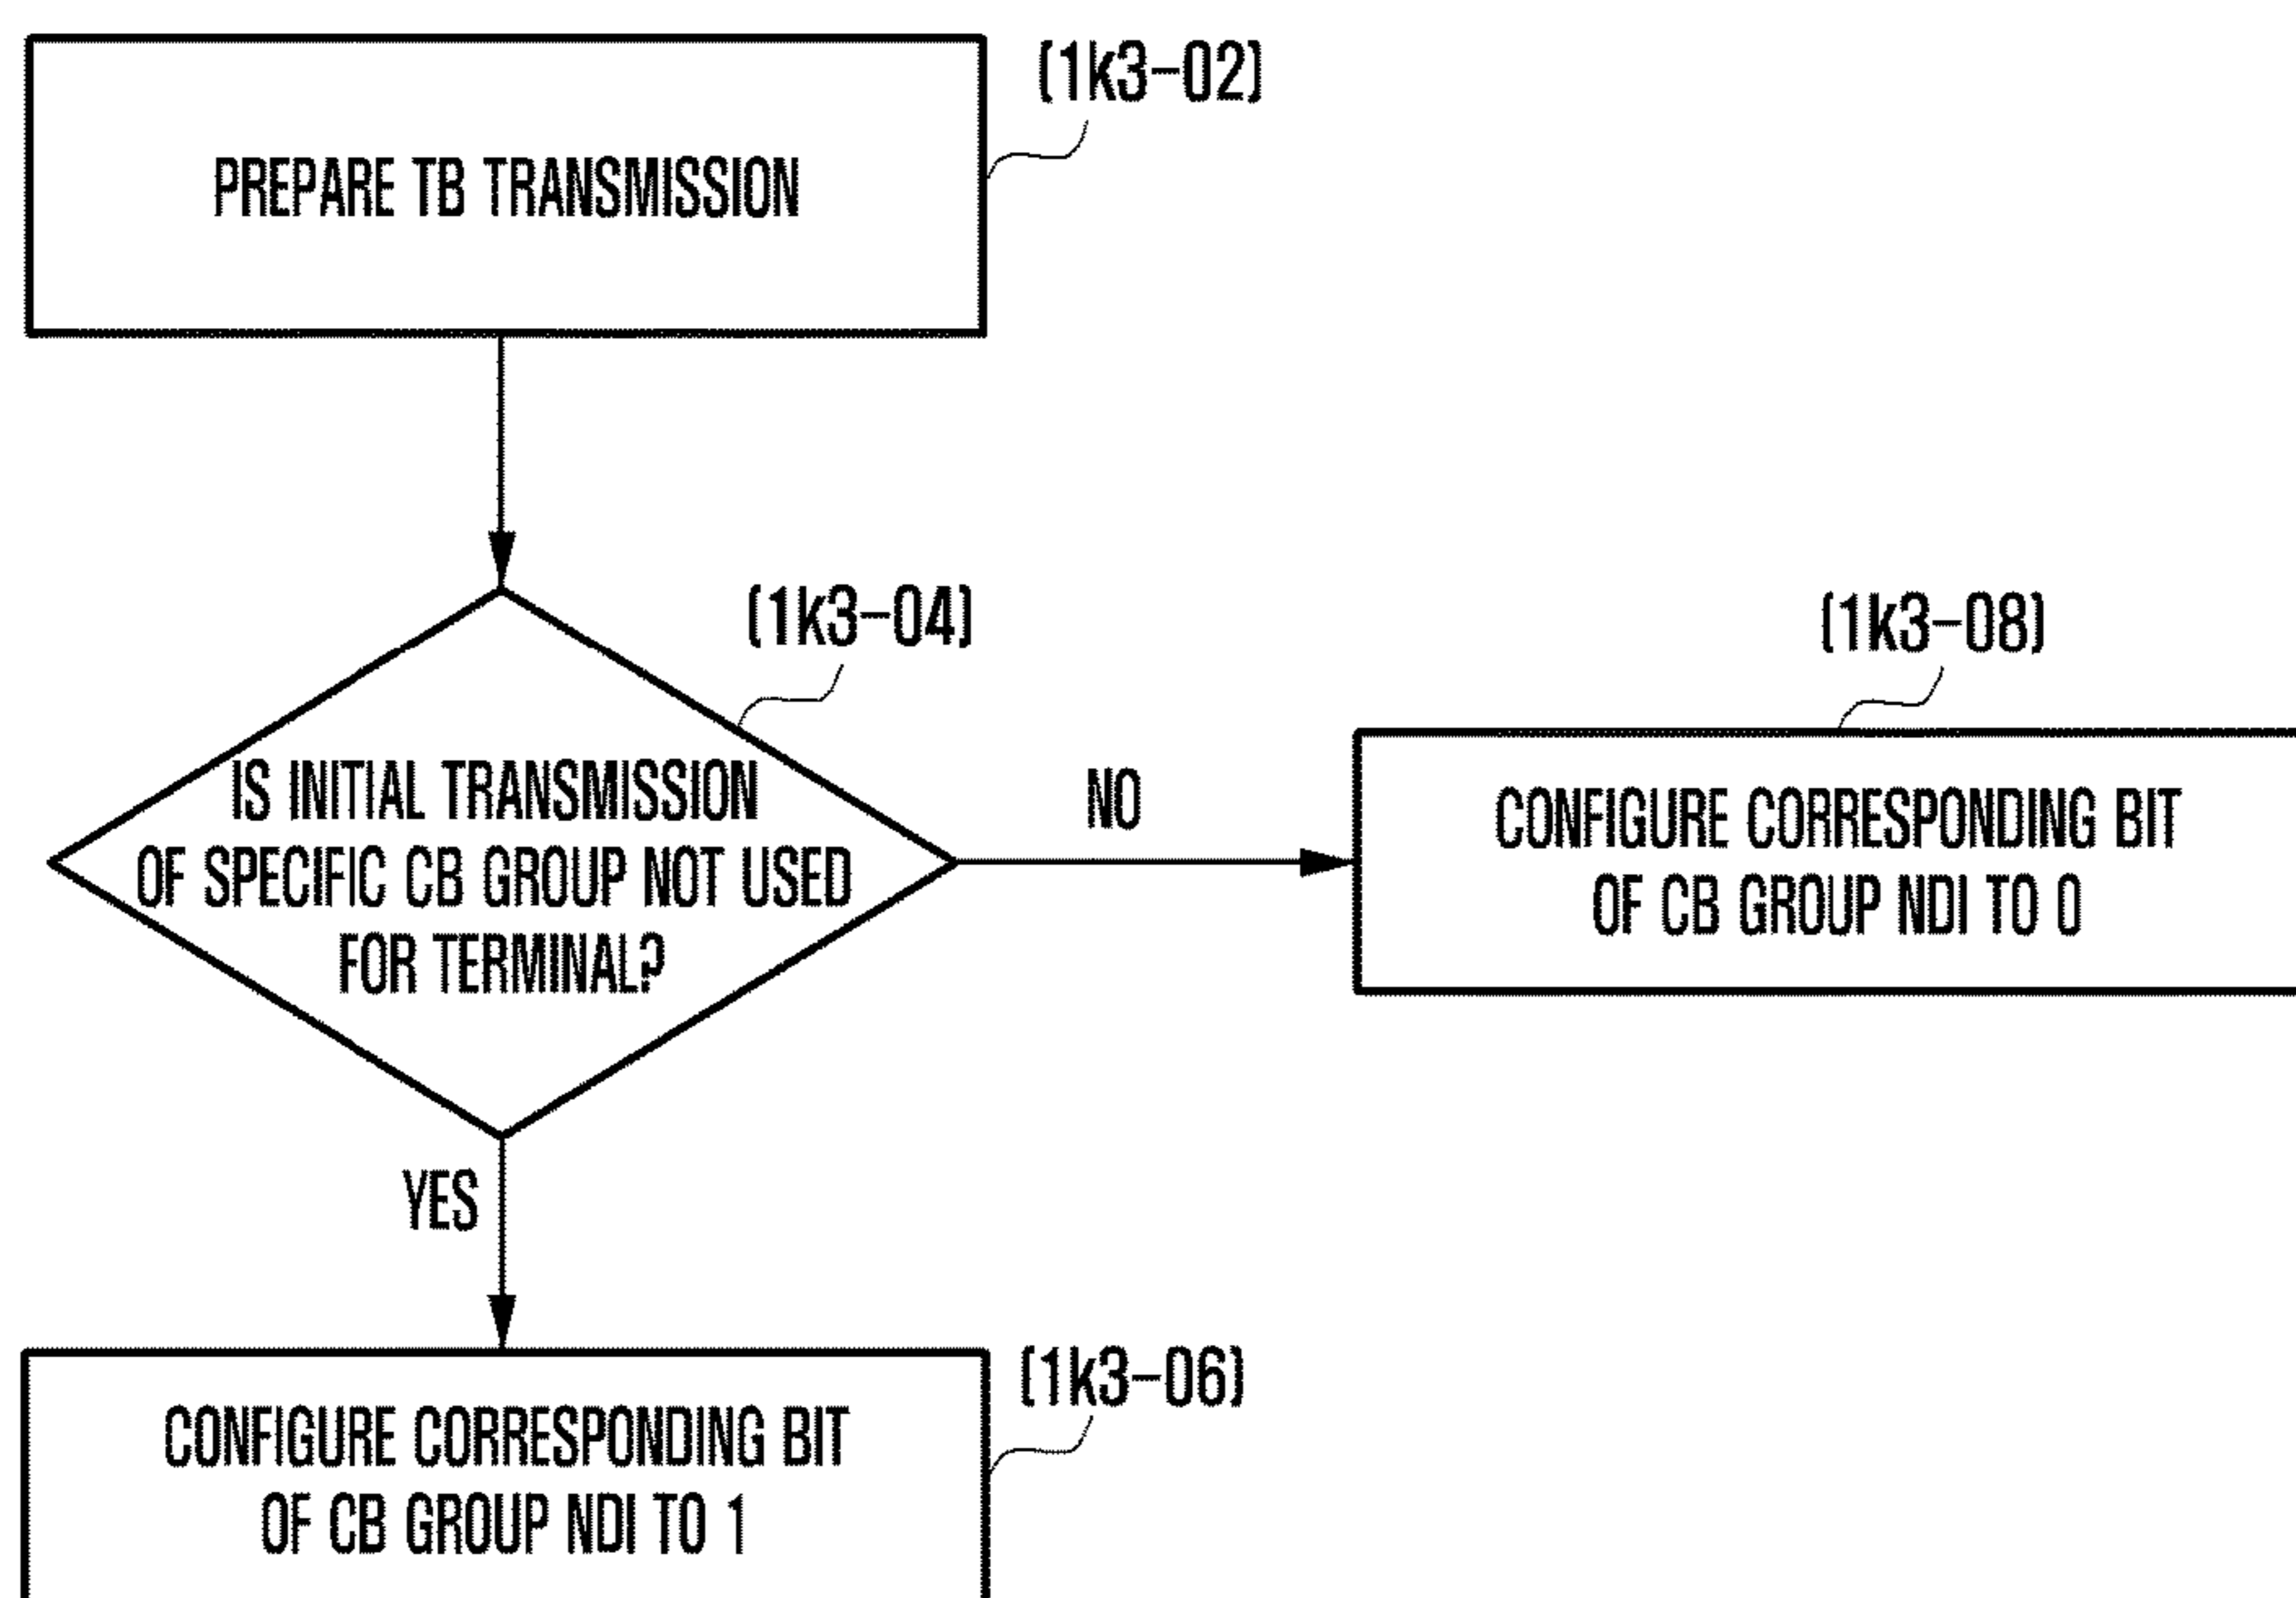 (1k3-02)
PREPARE TB TRANSMISSION
(1k3-04)
IS INITIAL TRANSMISSION
OF SPECIFIC CB GROUP NOT USED
FOR TERMINAL?
NO
(1k3-08)
CONFIGURE CORRESPONDING BIT
OF CB GROUP NDI TO 0
YES
(1k3-06)
CONFIGURE CORRESPONDING BIT
OF CB GROUP NDI TO 1